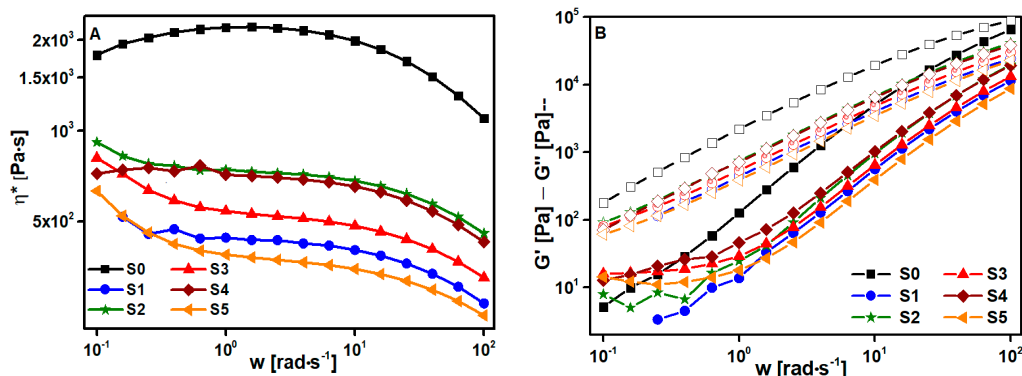 A
η* [Pa·s]
2x10³
1.5x10³
10³
5x10²
S0 S3
S1 S4
S2 S5
10⁻¹ 10⁰ 10¹ 10²
w [rad·s⁻¹]
B
G' [Pa] – G'' [Pa]--
10⁵
10⁴
10³
10²
10¹
S0 S3
S1 S4
S2 S5
10⁻¹ 10⁰ 10¹ 10²
w [rad·s⁻¹]